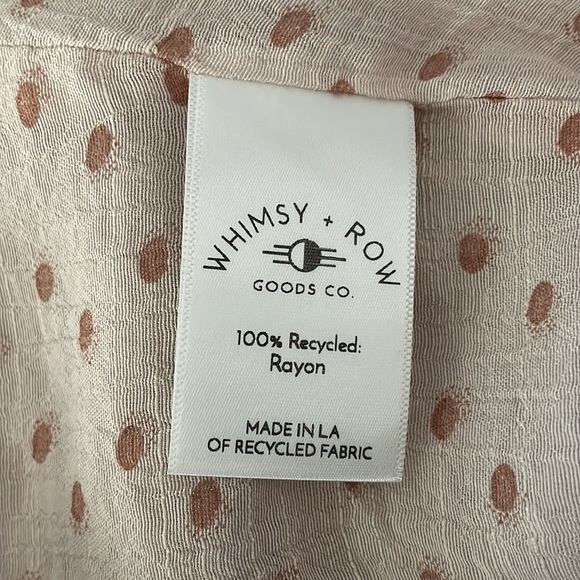 WHIMSY + ROW
GOODS CO.
100% Recycled:
Rayon
MADE IN LA
OF RECYCLED FABRIC